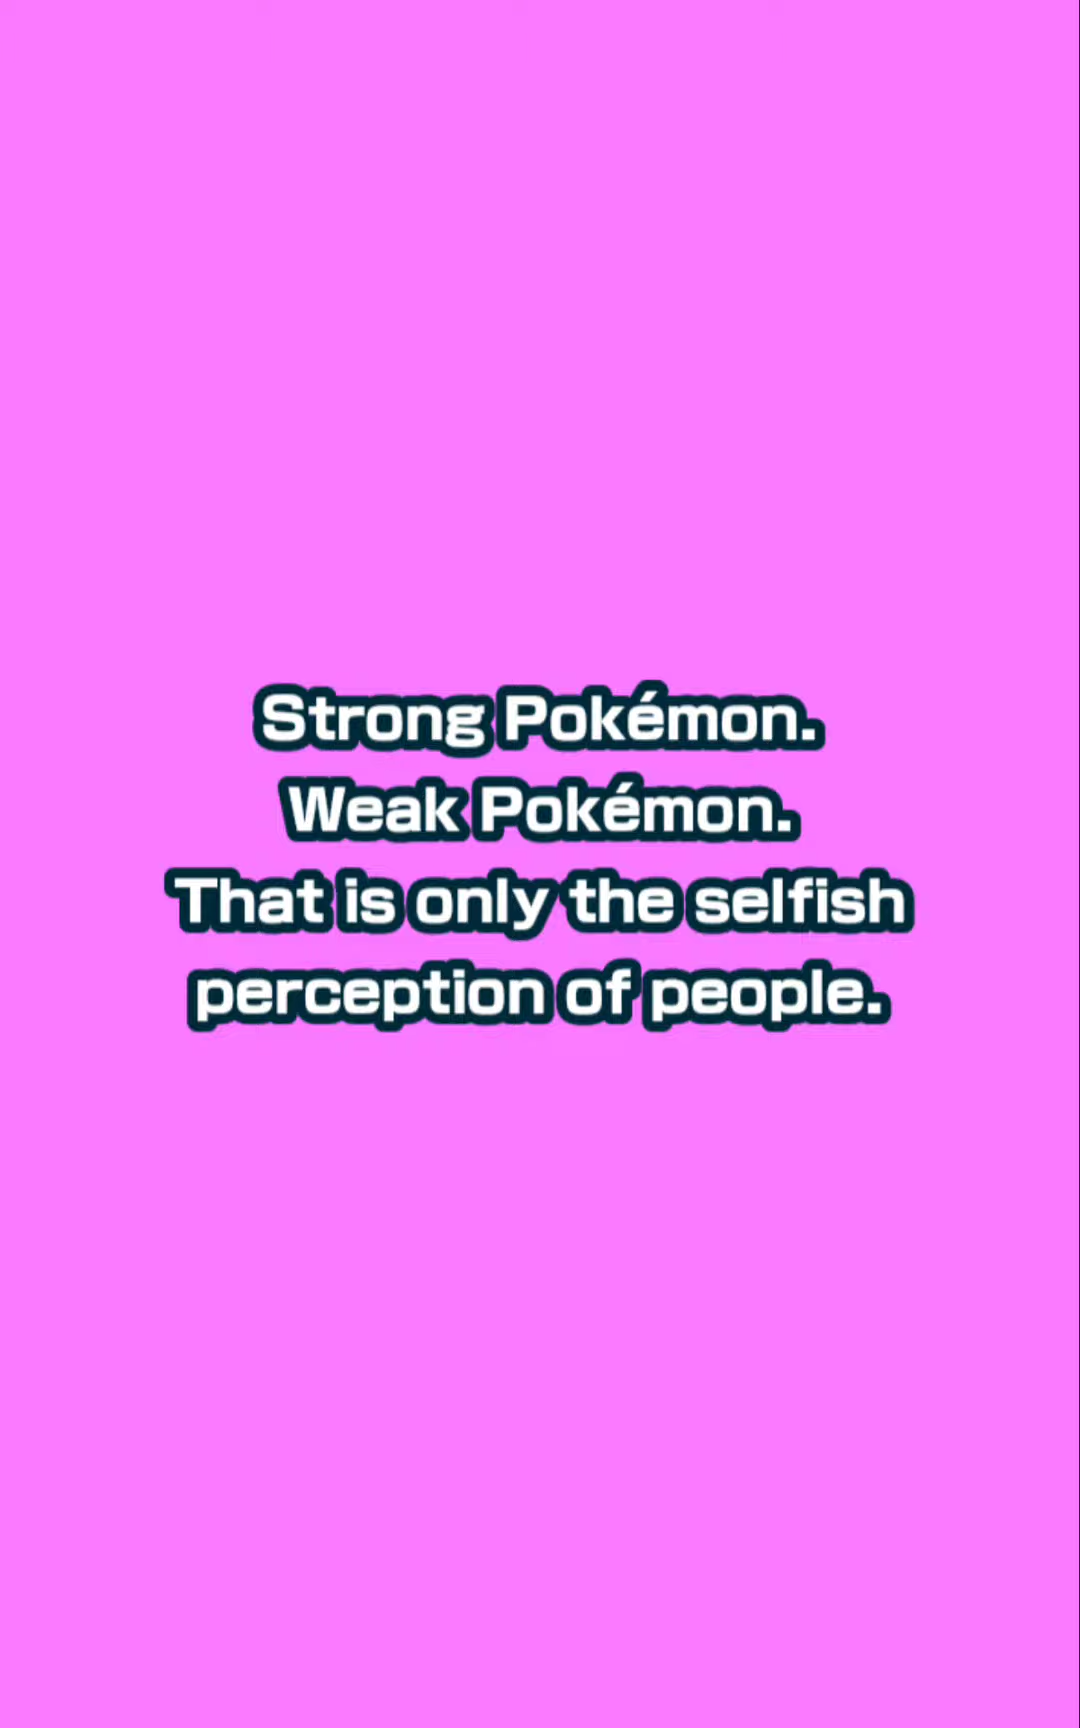 Strong Pokémon.
Weak Pokémon.
That is only the selfish
perception of people.